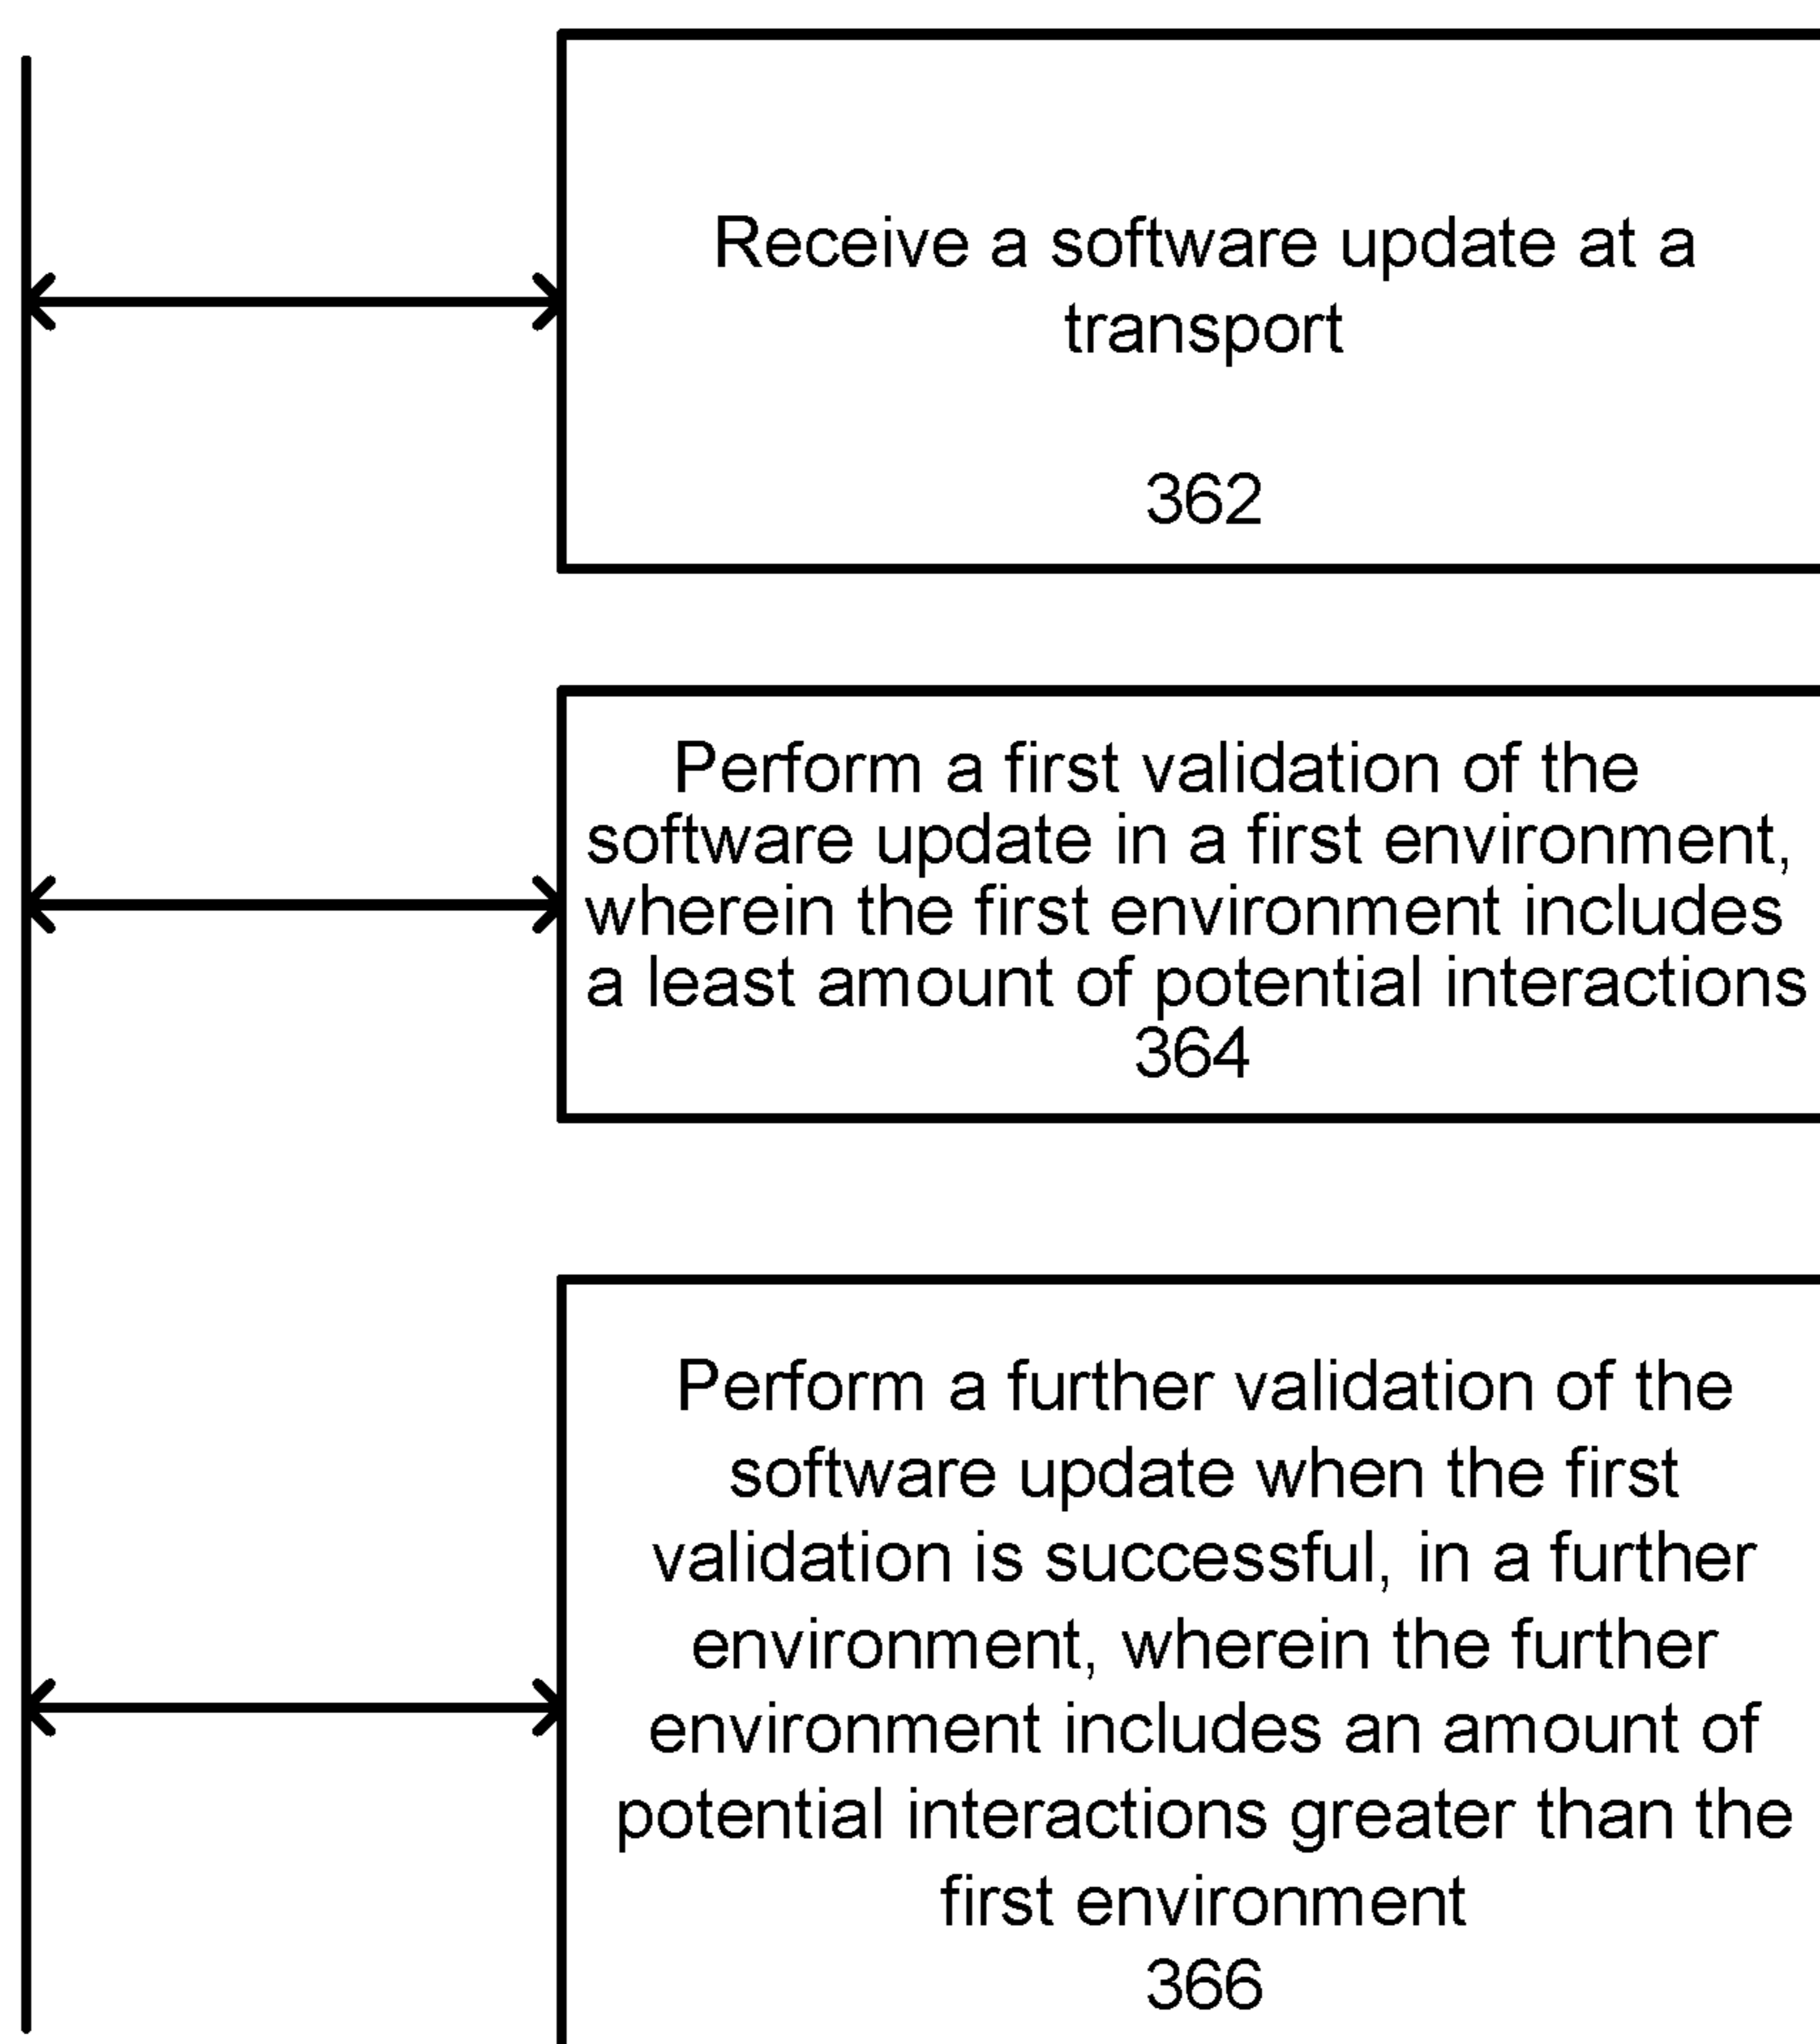 Receive a software update at a
transport
362
Perform a first validation of the
software update in a first environment,
wherein the first environment includes
a least amount of potential interactions
364
Perform a further validation of the
software update when the first
validation is successful, in a further
environment, wherein the further
environment includes an amount of
potential interactions greater than the
first environment
366